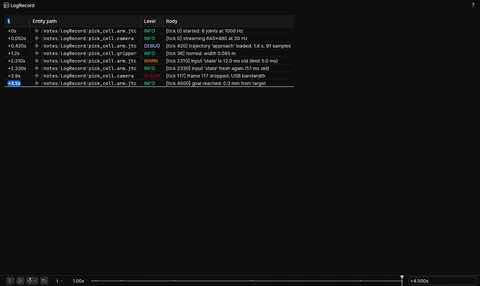 LogRecord ?
t Entity path Level Body
+0s /notes/LogRecord/pick_cell.arm.jtc INFO [tick 0] started: 6 joints at 1000 Hz
+0.050s /notes/LogRecord/pick_cell.camera INFO [tick 0] streaming 640×480 at 30 Hz
+0.420s /notes/LogRecord/pick_cell.arm.jtc DEBUG [tick 420] trajectory 'approach' loaded: 1.8 s, 91 samples
+1.2s /notes/LogRecord/pick_cell.gripper INFO [tick 36] homed: width 0.085 m
+2.310s /notes/LogRecord/pick_cell.arm.jtc WARN [tick 2310] input 'state' is 12.0 ms old (limit 5.0 ms)
+2.330s /notes/LogRecord/pick_cell.arm.jtc INFO [tick 2330] input 'state' fresh again (1.1 ms old)
+3.9s /notes/LogRecord/pick_cell.camera [tick 117] frame 117 dropped: USB bandwidth
+4.5s /notes/LogRecord/pick_cell.arm.jtc INFO [tick 4500] goal reached: 0.3 mm from target
t 1.00x +4.500s